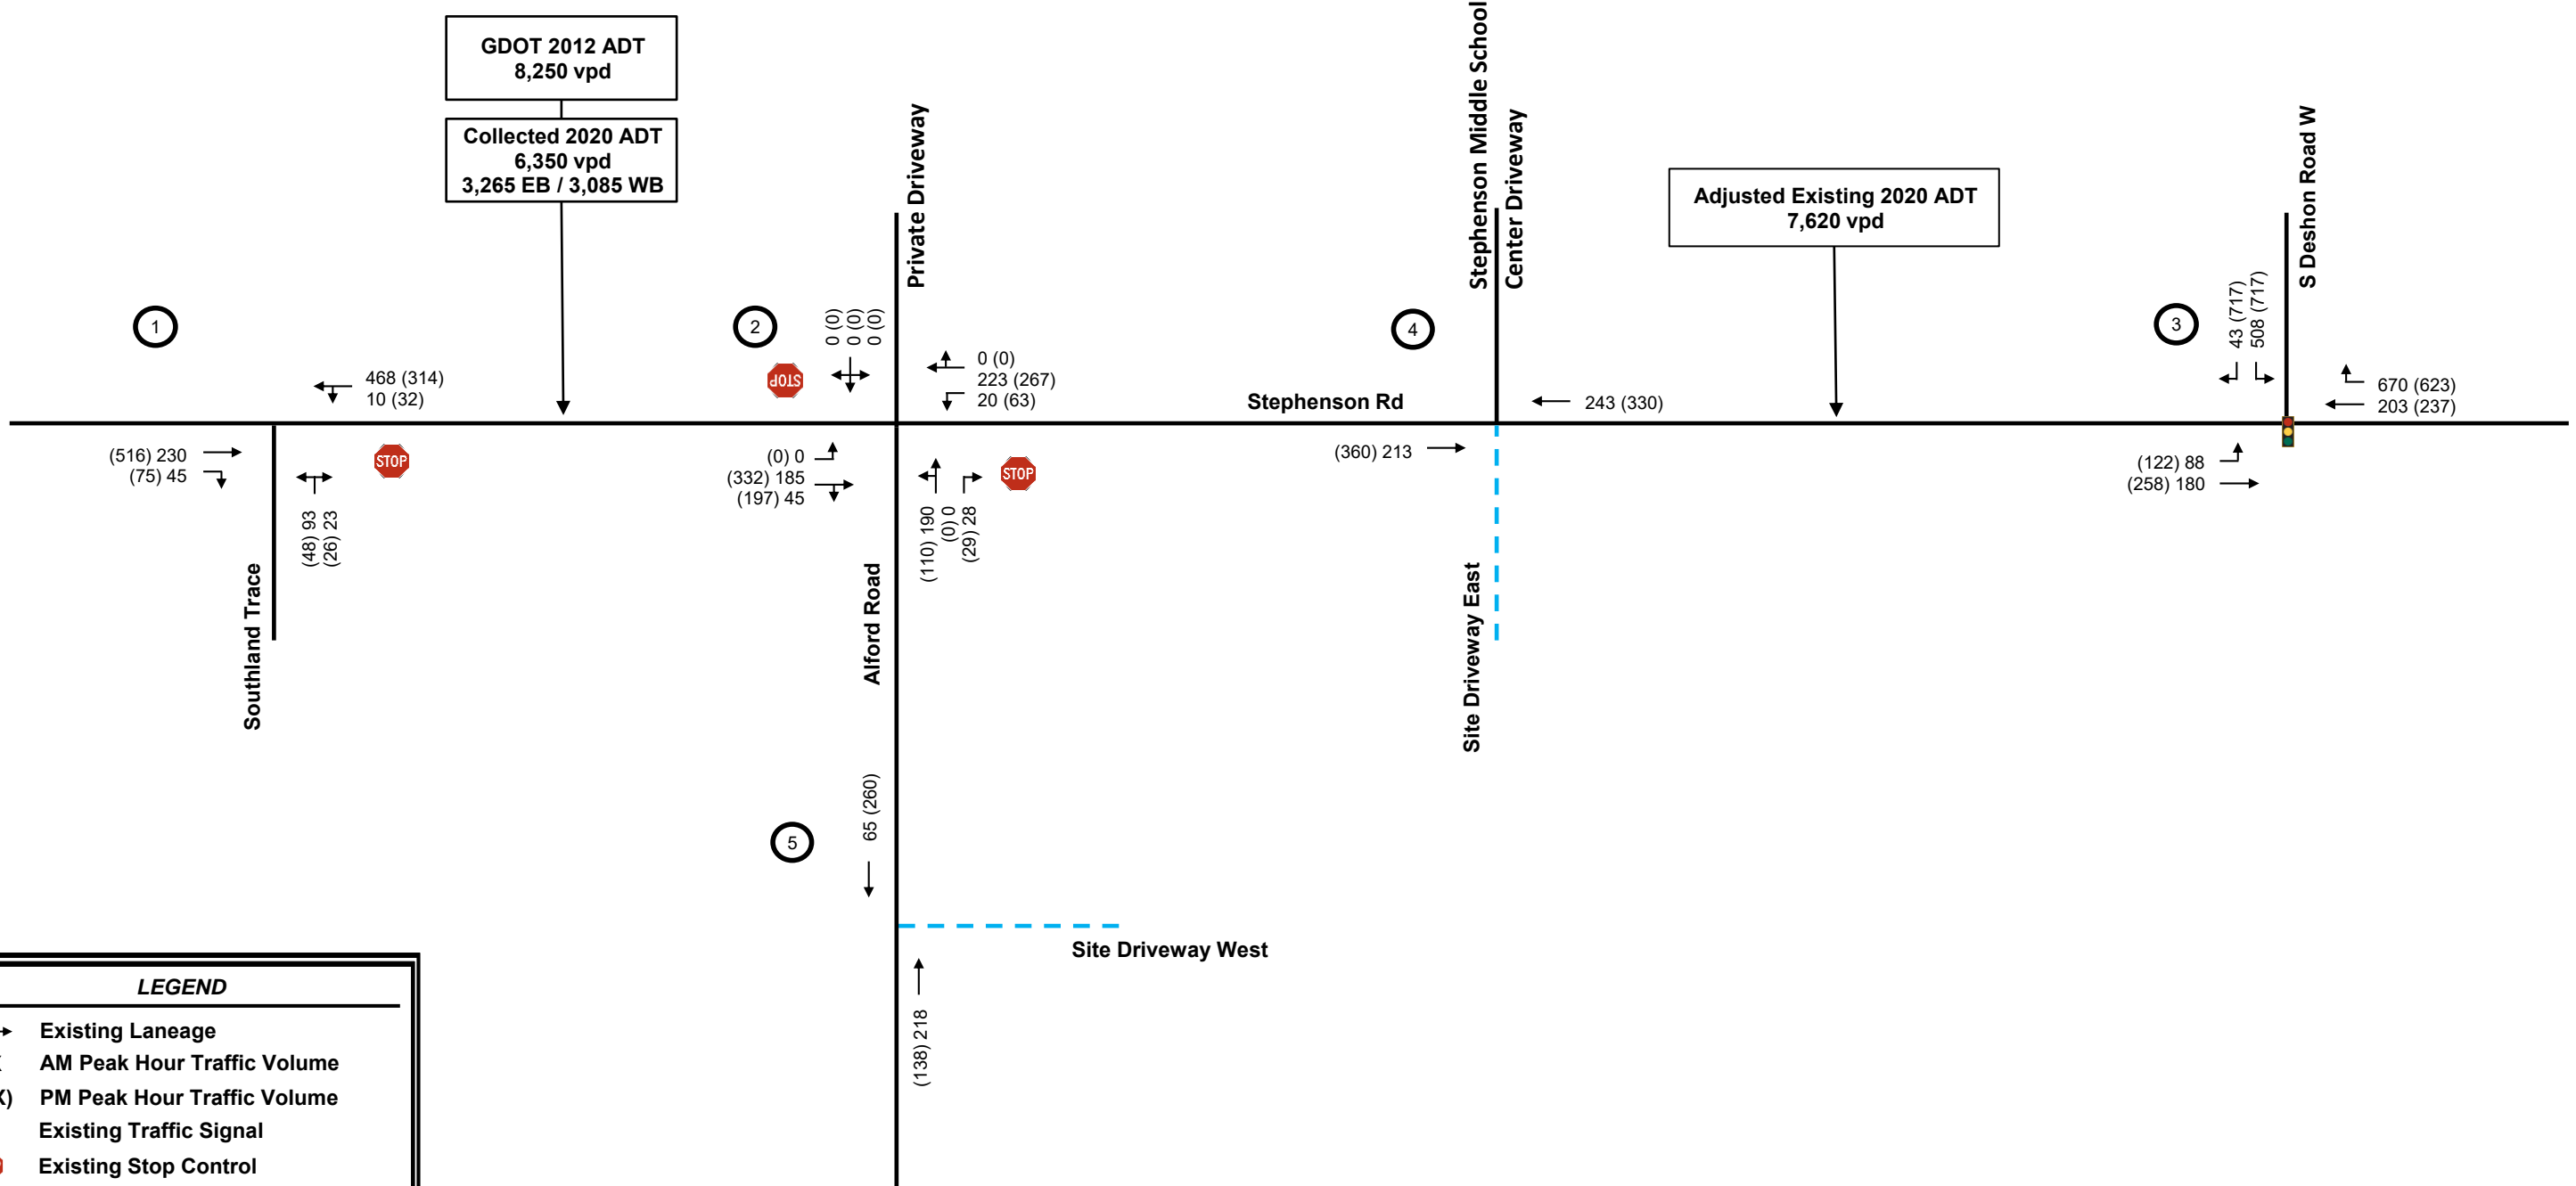 GDOT 2012 ADT
8,250 vpd
Collected 2020 ADT
6,350 vpd
3,265 EB / 3,085 WB
Private Driveway
Stephenson Middle School
Center Driveway
Adjusted Existing 2020 ADT
7,620 vpd
S Deshon Road W
1
468 (314)
10 (32)
(516) 230
(75) 45
STOP
(48) 93
(26) 23
Southland Trace
2
0 (0)
0 (0)
0 (0)
STOP
0 (0)
223 (267)
20 (63)
(0) 0
(332) 185
(197) 45
STOP
(110) 190
(0) 0
(29) 28
Alford Road
Stephenson Rd
4
243 (330)
(360) 213
Site Driveway East
3
43 (717)
508 (717)
670 (623)
203 (237)
(122) 88
(258) 180
5
65 (260)
Site Driveway West
(138) 218
LEGEND
Existing Laneage
AM Peak Hour Traffic Volume
X) PM Peak Hour Traffic Volume
Existing Traffic Signal
Existing Stop Control